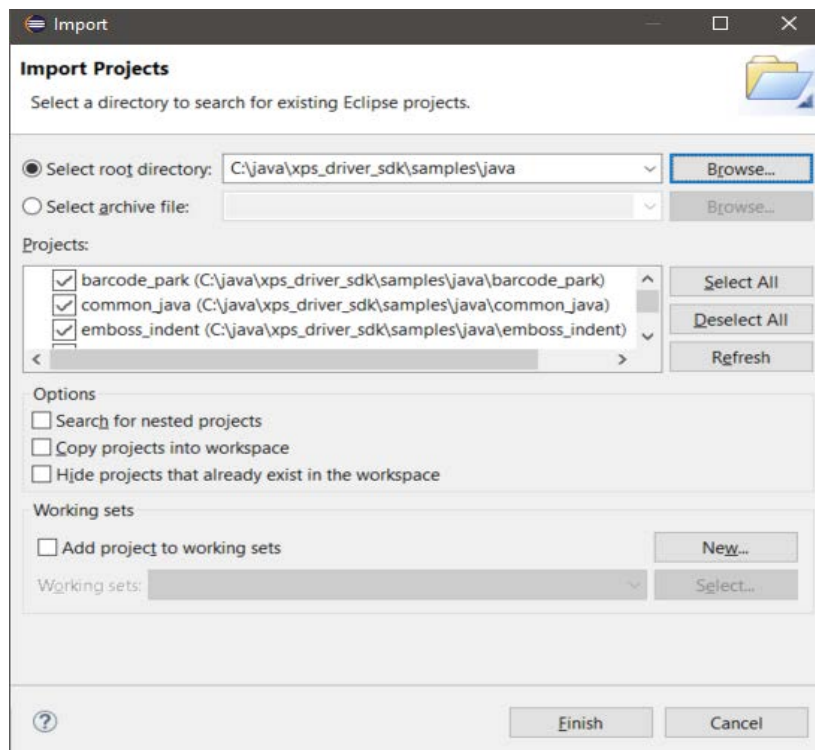 Import
Import Projects
Select a directory to search for existing Eclipse projects.
Select root directory: C:\java\xps_driver_sdk\samples\java Browse...
Select archive file: Browse...
Projects:
barcode_park (C:\java\xps_driver_sdk\samples\java\barcode_park)
common_java (C:\java\xps_driver_sdk\samples\java\common_java)
emboss_indent (C:\java\xps_driver_sdk\samples\java\emboss_indent)
Select All
Deselect All
Refresh
Options
Search for nested projects
Copy projects into workspace
Hide projects that already exist in the workspace
Working sets
Add project to working sets New...
Working sets: Select...
Finish Cancel